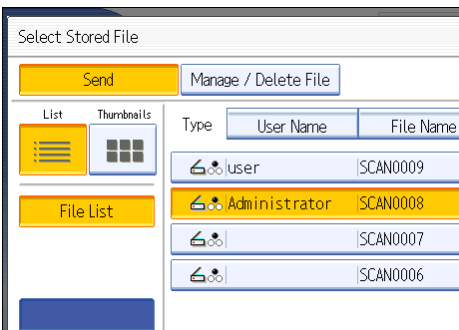 Select Stored File
Send Manage / Delete File
List Thumbnails Type User Name File Name
user SCAN0009
File List Administrator SCAN0008
SCAN0007
SCAN0006